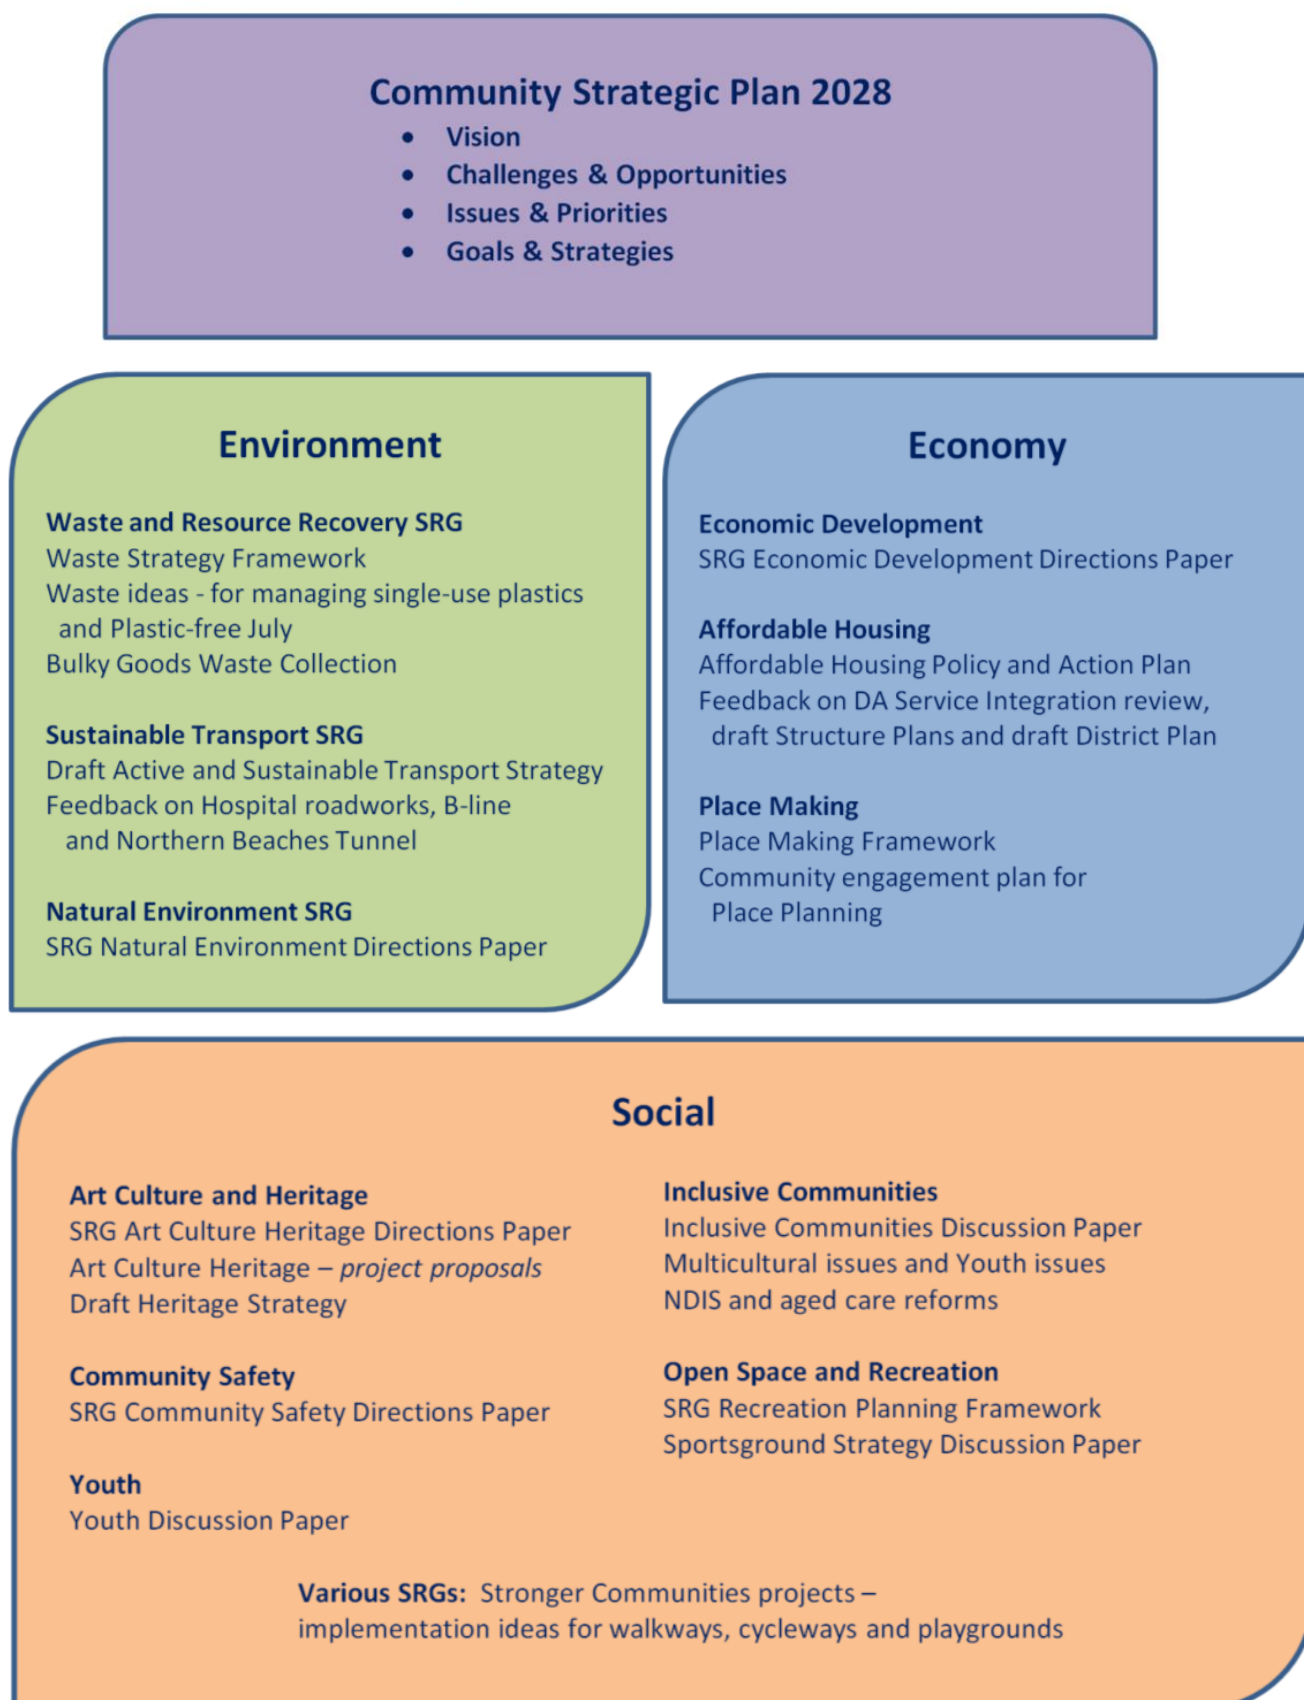 Community Strategic Plan 2028
• Vision
• Challenges & Opportunities
• Issues & Priorities
• Goals & Strategies
Environment
Waste and Resource Recovery SRG
Waste Strategy Framework
Waste ideas - for managing single-use plastics
and Plastic-free July
Bulky Goods Waste Collection
Sustainable Transport SRG
Draft Active and Sustainable Transport Strategy
Feedback on Hospital roadworks, B-line
and Northern Beaches Tunnel
Natural Environment SRG
SRG Natural Environment Directions Paper
Economy
Economic Development
SRG Economic Development Directions Paper
Affordable Housing
Affordable Housing Policy and Action Plan
Feedback on DA Service Integration review,
draft Structure Plans and draft District Plan
Place Making
Place Making Framework
Community engagement plan for
Place Planning
Social
Art Culture and Heritage
SRG Art Culture Heritage Directions Paper
Art Culture Heritage – project proposals
Draft Heritage Strategy
Community Safety
SRG Community Safety Directions Paper
Youth
Youth Discussion Paper
Inclusive Communities
Inclusive Communities Discussion Paper
Multicultural issues and Youth issues
NDIS and aged care reforms
Open Space and Recreation
SRG Recreation Planning Framework
Sportsground Strategy Discussion Paper
Various SRGs: Stronger Communities projects –
implementation ideas for walkways, cycleways and playgrounds